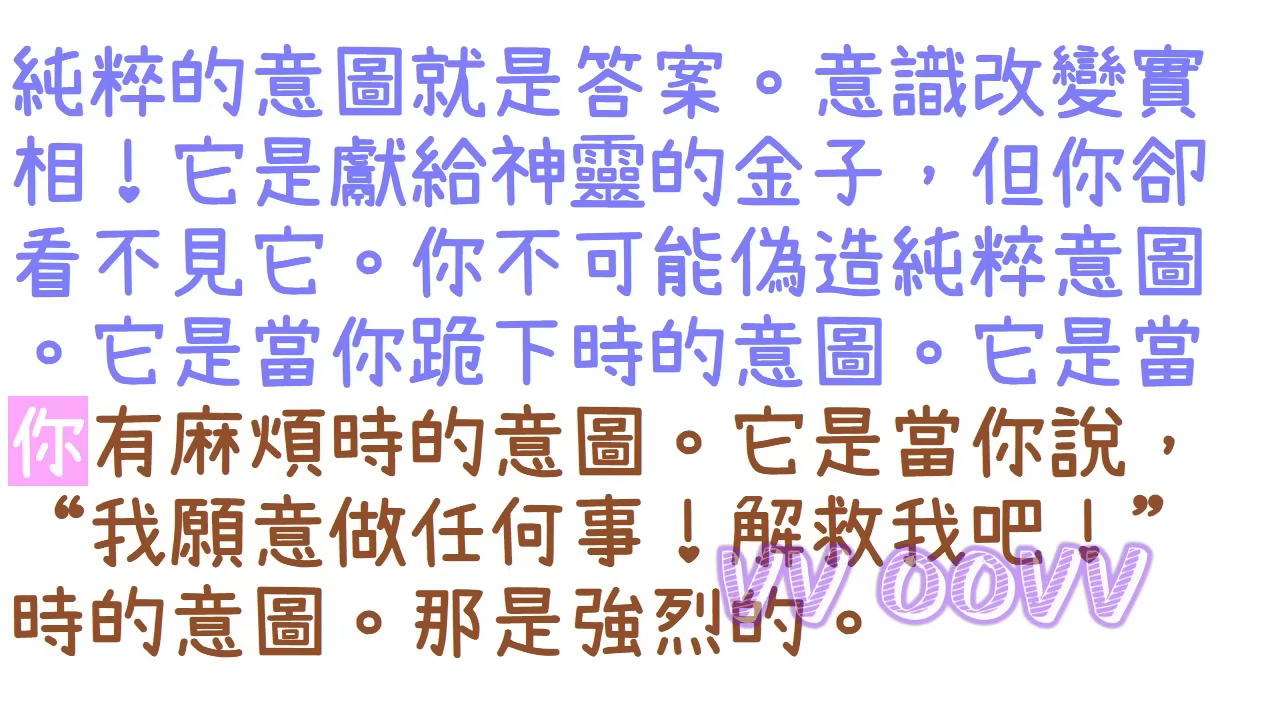 純粹的意圖就是答案。意識改變實
相！它是獻給神靈的金子，但你卻
看不見它。你不可能偽造純粹意圖
。它是當你跪下時的意圖。它是當
你有麻煩時的意圖。它是當你說，
“我願意做任何事！解救我吧！”
時的意圖。那是強烈的。
VV OOVV